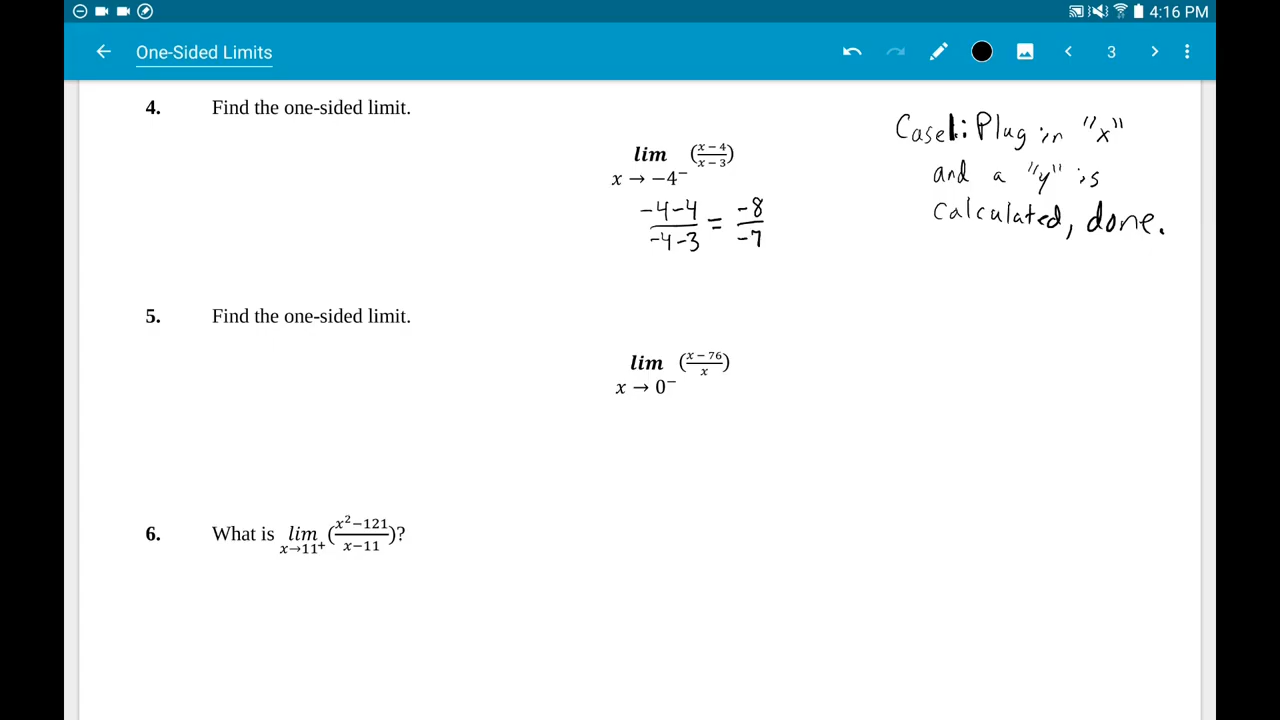 4:16 PM
One-Sided Limits
3
4. Find the one-sided limit.
lim (x − 4 / x − 3)
x → −4⁻
-4-4 / -4-3 = -8 / -7
Case 1: Plug in "x"
and a "y" is
calculated, done.
5. Find the one-sided limit.
lim (x − 76 / x)
x → 0⁻
6. What is lim x→11⁺ (x²−121 / x−11)?